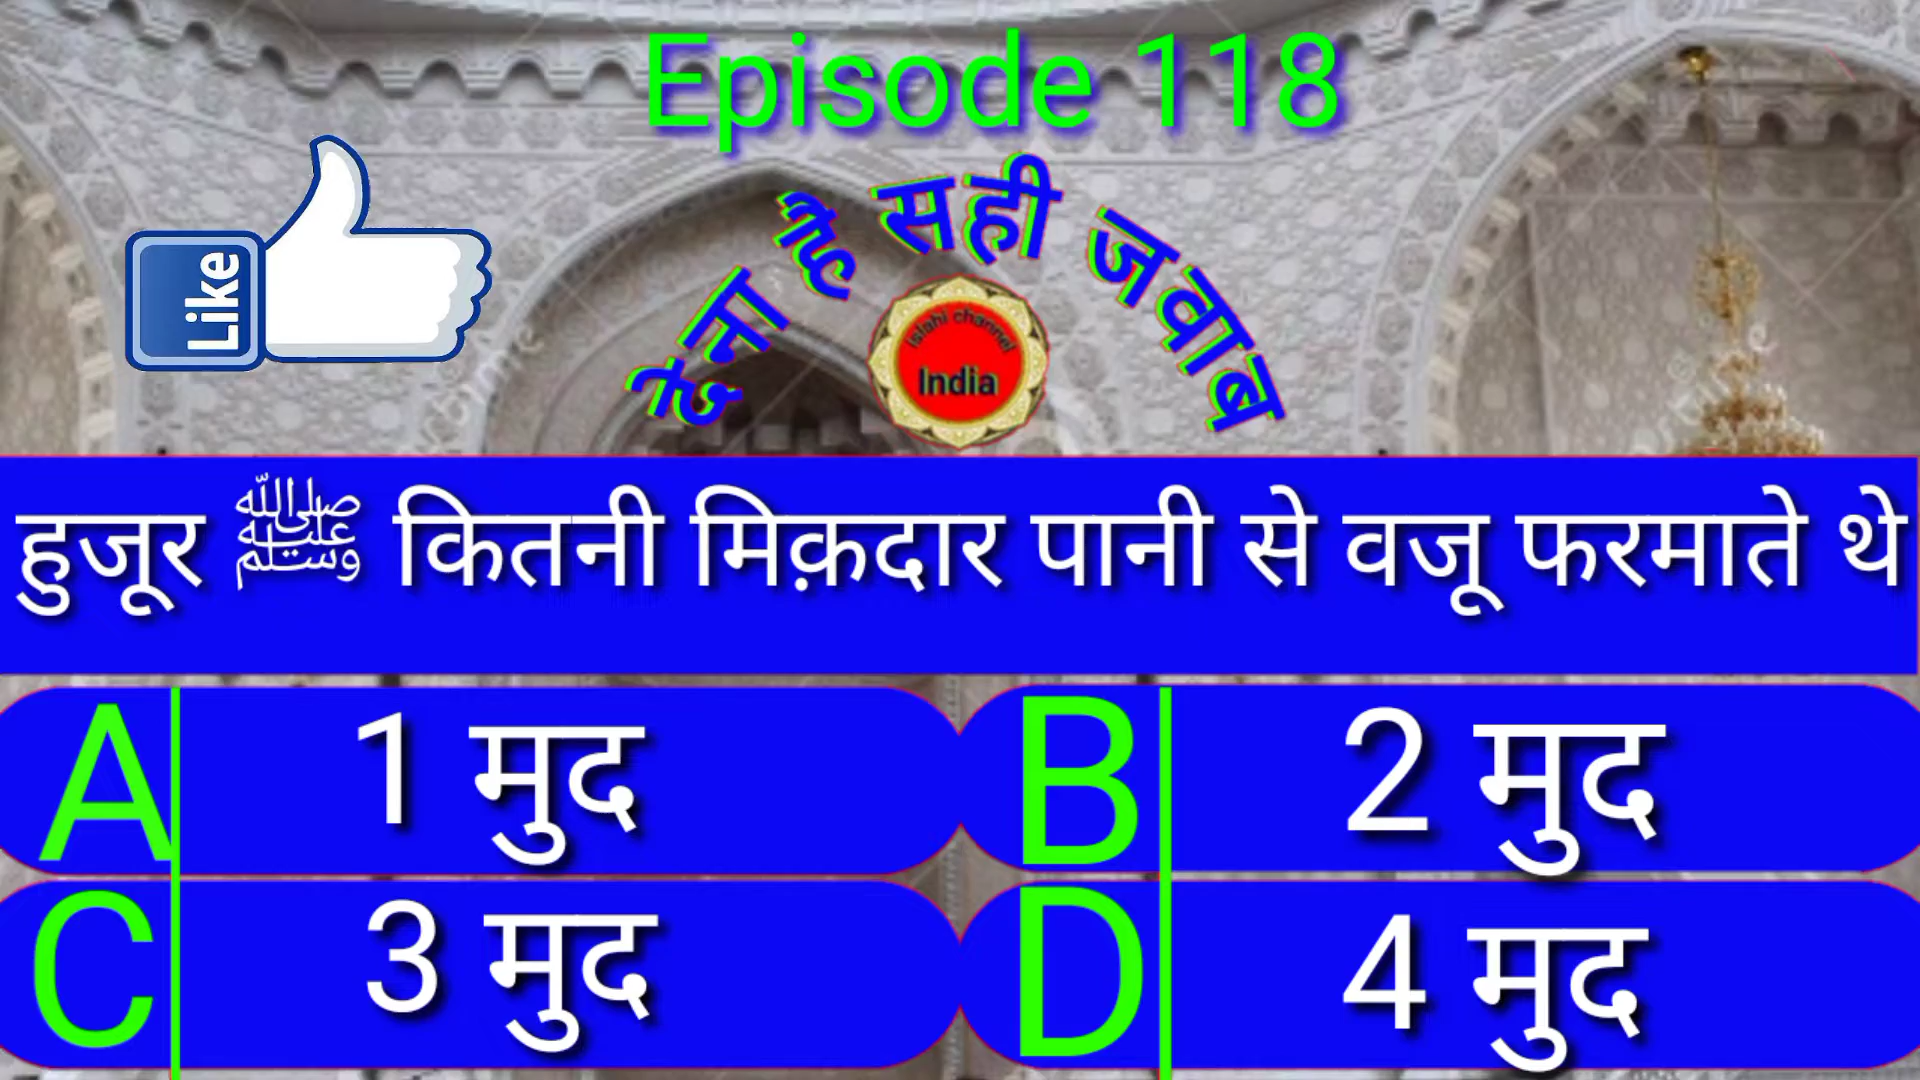 Episode 118
देना है सही जवाब
Like
Islahi channel
India
हुजूर ﷺ कितनी मिक़दार पानी से वजू फरमाते थे
A 1 मुद
B 2 मुद
C 3 मुद
D 4 मुद